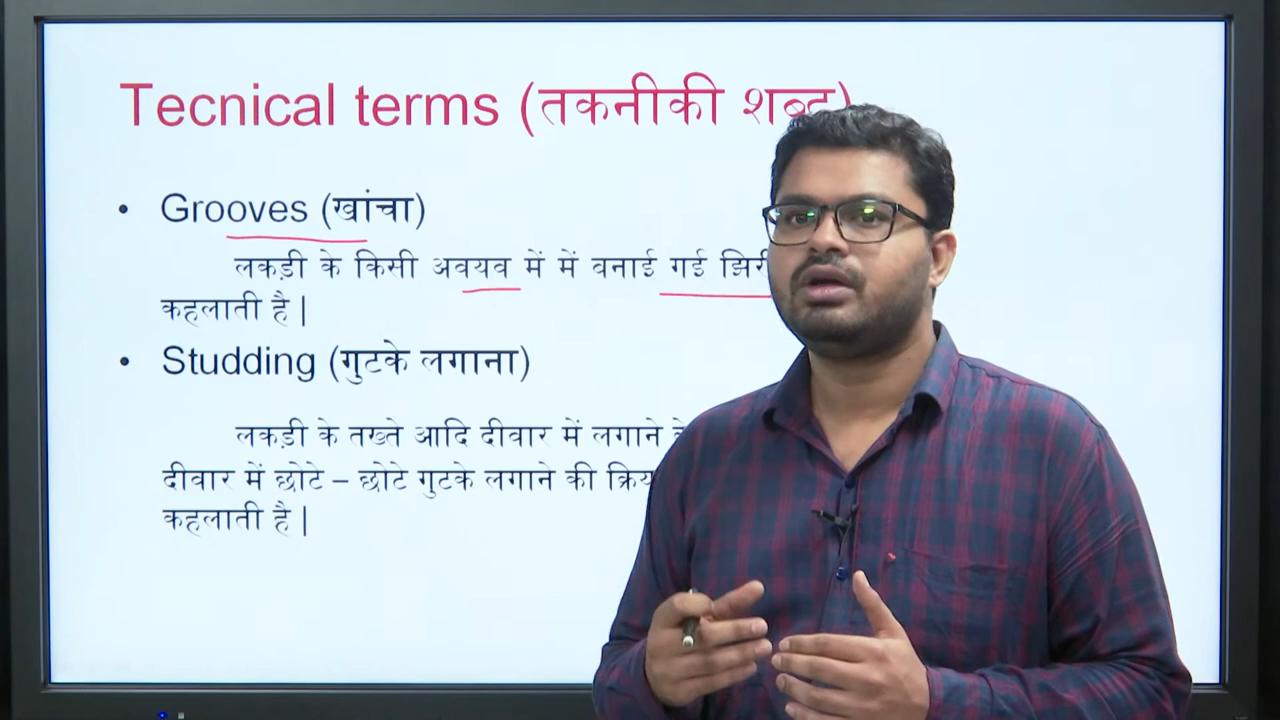 Tecnical terms (तकनीकी शब्द)
• Grooves (खांचा)
लकड़ी के किसी अवयव में में बनाई गई झिरी
कहलाती है |
• Studding (गुटके लगाना)
लकड़ी के तख्ते आदि दीवार में लगाने के
दीवार में छोटे – छोटे गुटके लगाने की
कहलाती है |